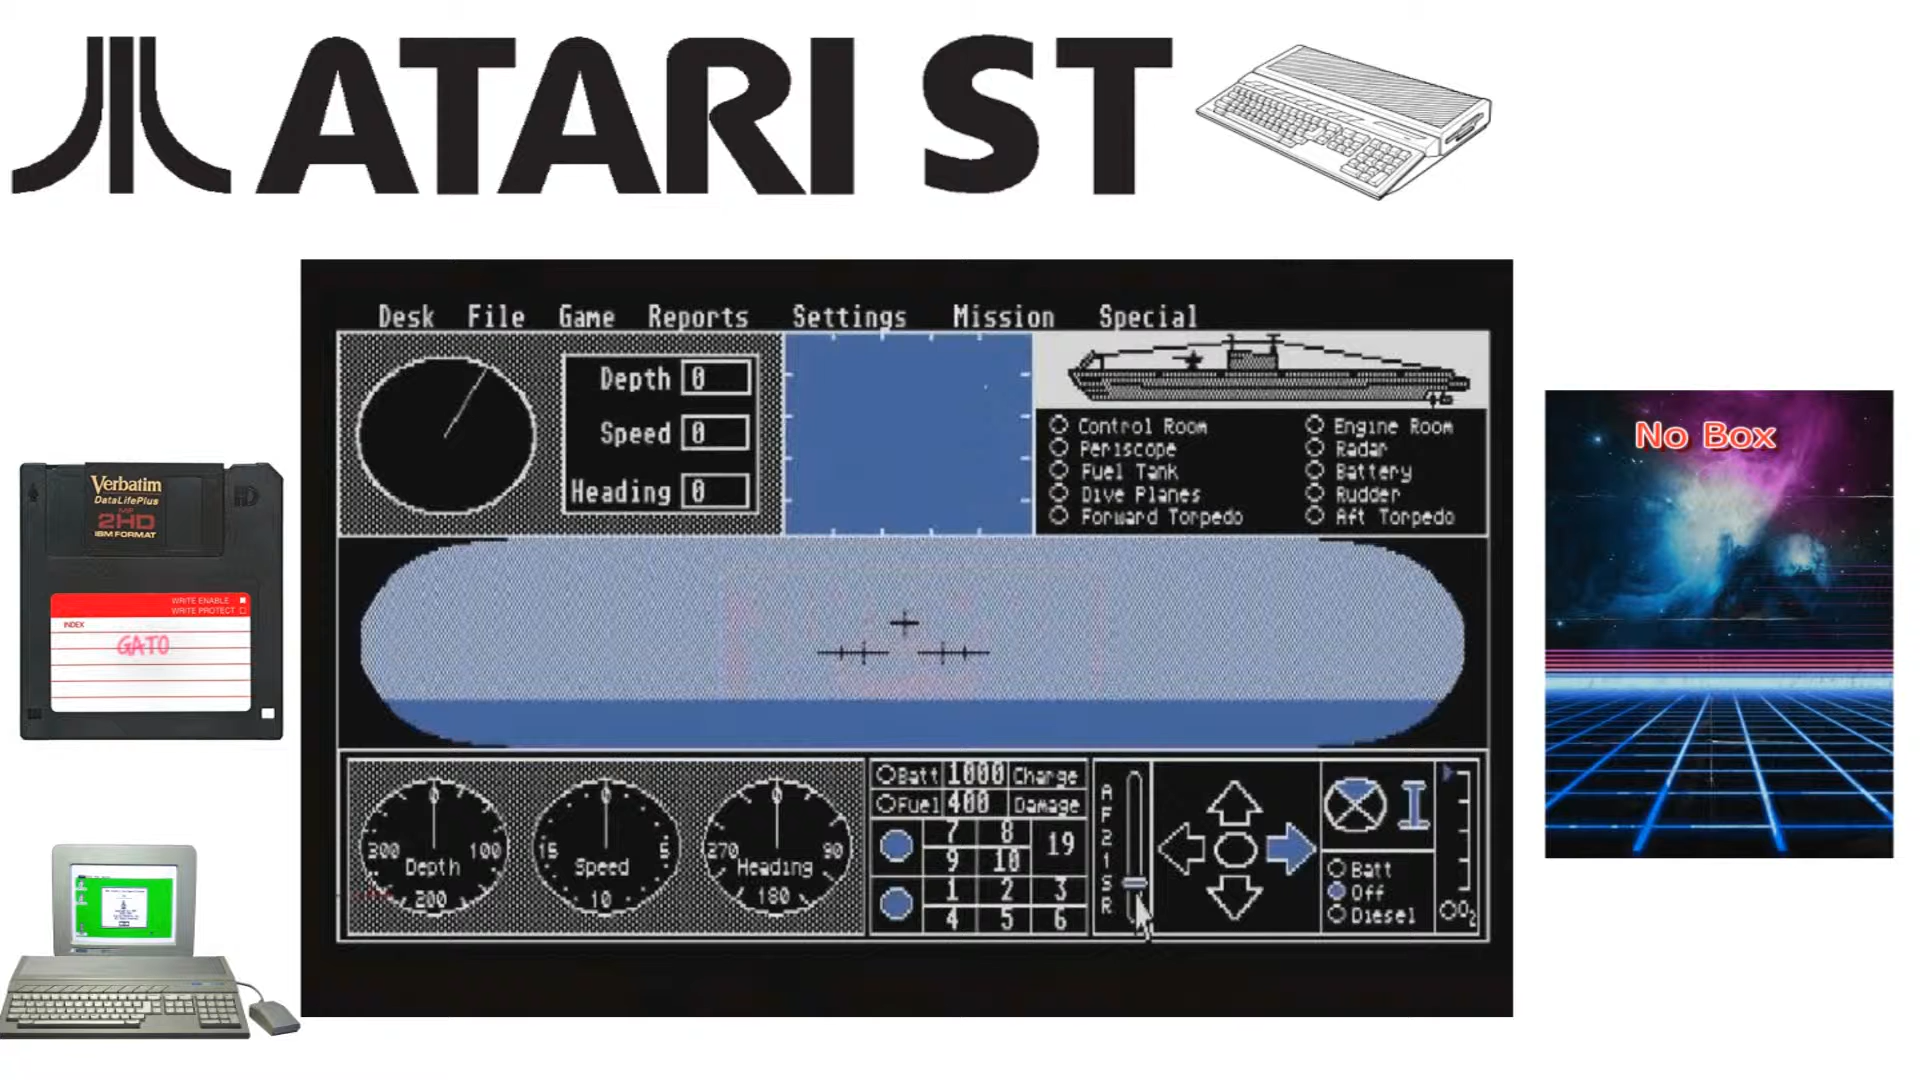 ATARI ST
Desk File Game Reports Settings Mission Special
Depth 0
Speed 0
Heading 0
Control Room
Periscope
Fuel Tank
Dive Planes
Forward Torpedo
Engine Room
Radar
Battery
Rudder
Aft Torpedo
No Box
Verbatim
DataLifePlus
MF 2HD
IBM FORMAT
WRITE ENABLE
WRITE PROTECT
INDEX
GATO
0
300 100
Depth
200
0
15 5
Speed
10
0
270 90
Heading
180
Batt 1000 Charge
Fuel 400 Damage
7 8 19
9 10
1 2 3
4 5 6
A
F
2
1
S
R
Batt
Off
Diesel
O2